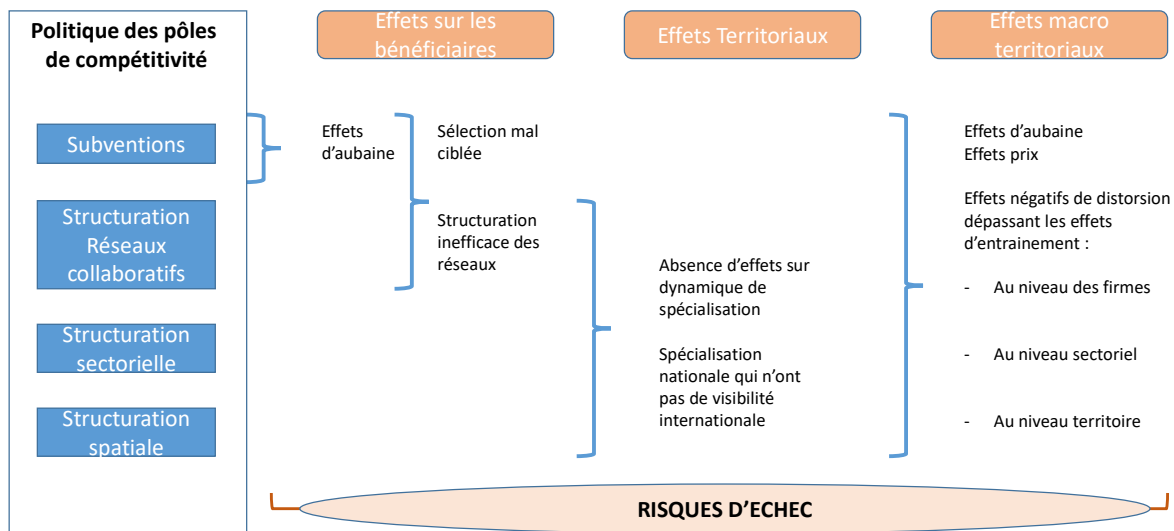 Politique des pôles
de compétitivité
Subventions
Structuration
Réseaux
collaboratifs
Structuration
sectorielle
Structuration
spatiale
Effets sur les
bénéficiaires
Effets
d'aubaine
Sélection mal
ciblée
Structuration
inefficace des
réseaux
Effets Territoriaux
Absence d'effets sur
dynamique de
spécialisation
Spécialisation
nationale qui n'ont
pas de visibilité
internationale
Effets macro
territoriaux
Effets d'aubaine
Effets prix
Effets négatifs de distorsion
dépassant les effets
d'entrainement :
- Au niveau des firmes
- Au niveau sectoriel
- Au niveau territoire
RISQUES D'ECHEC